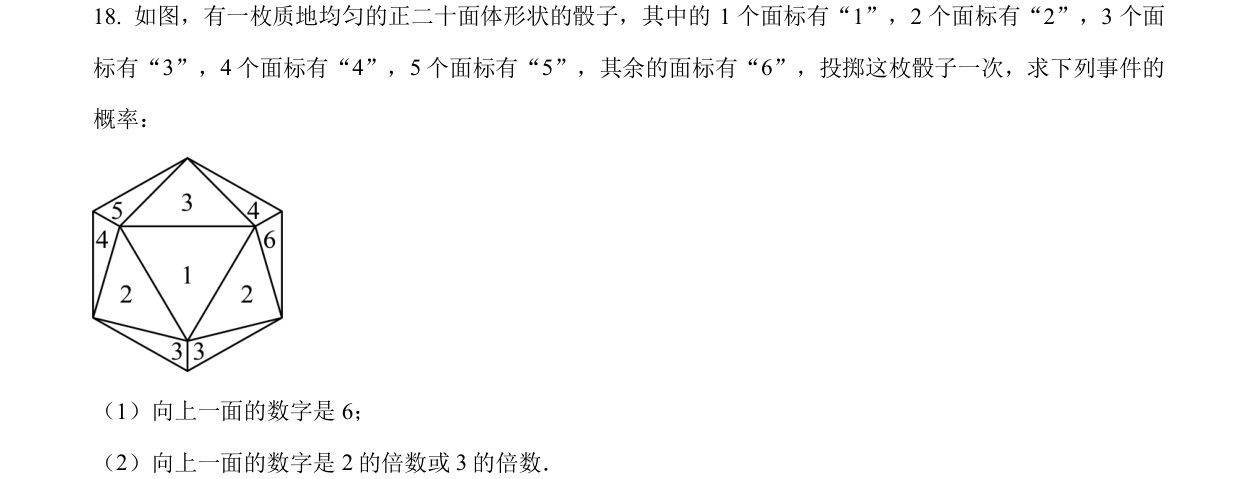 18. 如图，有一枚质地均匀的正二十面体形状的骰子，其中的 1 个面标有“1”，2 个面标有“2”，3 个面
标有“3”，4 个面标有“4”，5 个面标有“5”，其余的面标有“6”，投掷这枚骰子一次，求下列事件的
概率：
5 3 4
4 6
1
2 2
3 3
（1）向上一面的数字是 6；
（2）向上一面的数字是 2 的倍数或 3 的倍数．